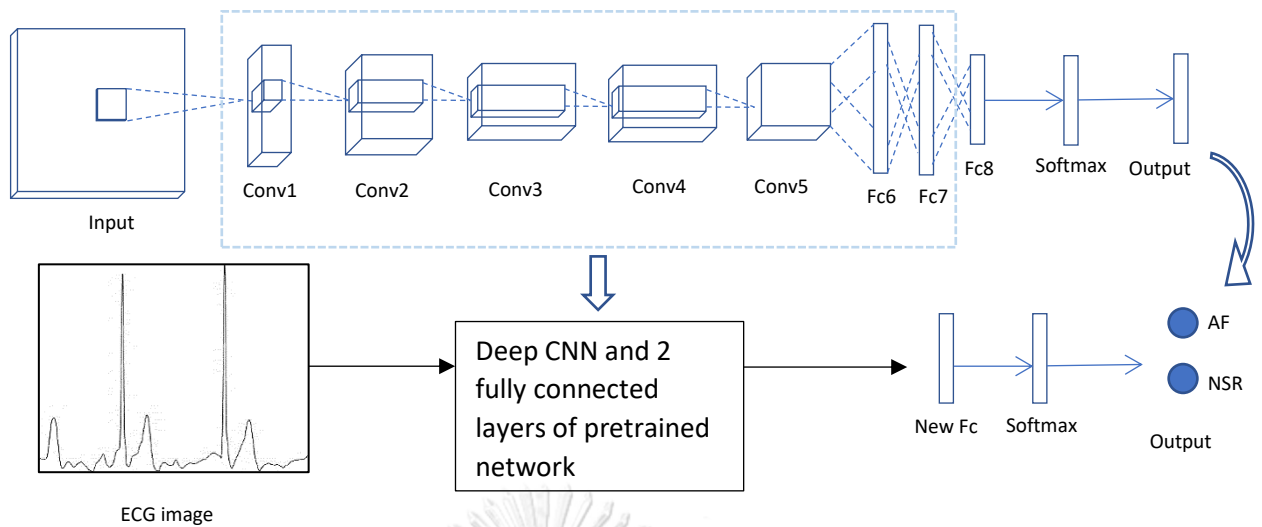 Conv1
Conv2
Conv3
Conv4
Conv5
Fc6
Fc7
Fc8
Softmax
Output
Input
Deep CNN and 2
fully connected
layers of pretrained
network
AF
NSR
New Fc
Softmax
Output
ECG image